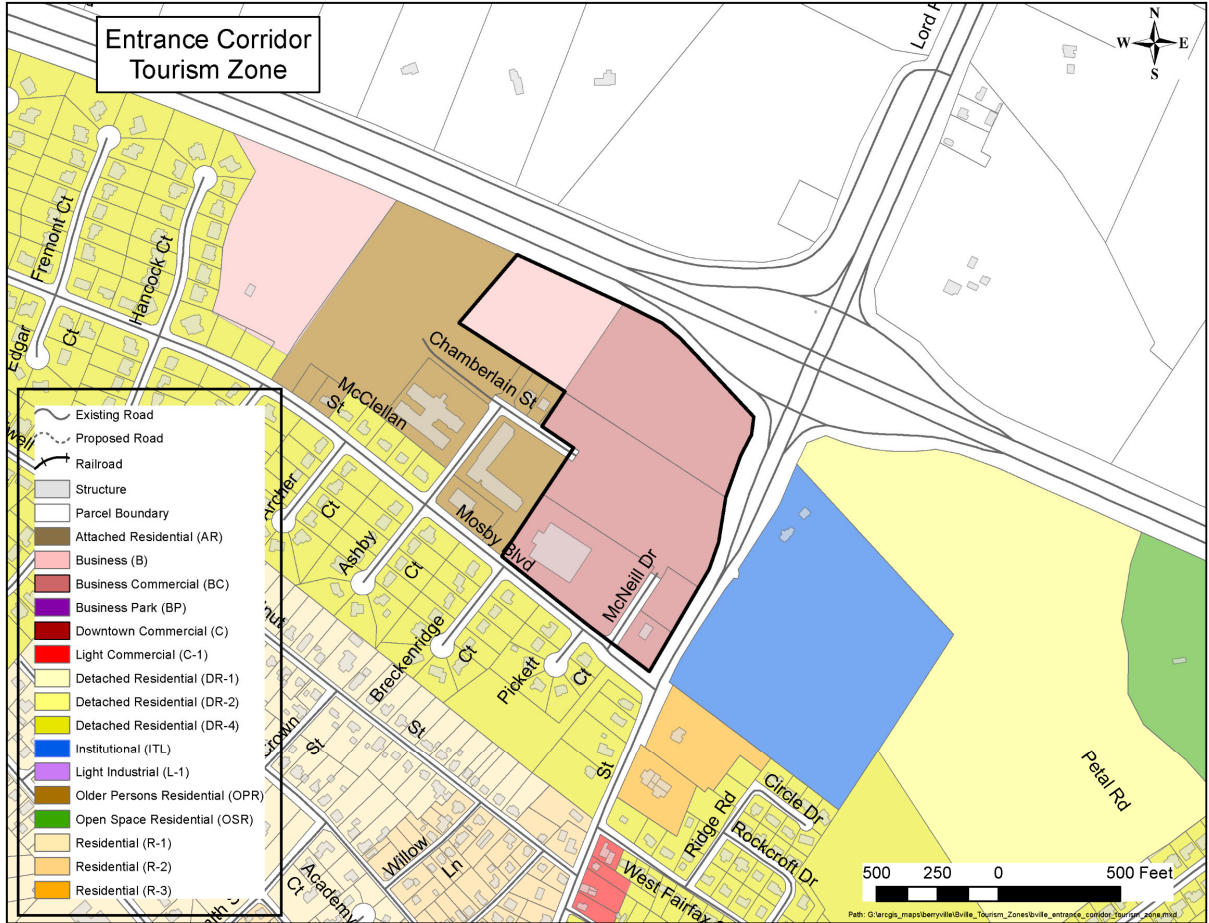 Entrance Corridor
Tourism Zone
Lord F
N
W E
S
Fremont Ct
Hancock Ct
Edgar
Ct
Chamberlain St
McClellan
St
Archer
Ct
Ashby
Ct
Mosby Blvd
McNeill Dr
Breckenridge
Ct
Pickett
Ct
St
St
Crown
St
Willow
Ln
Academy
Ct
Ridge Rd
Circle Dr
Rockcroft Dr
West Fairfax
Petal Rd
Existing Road
Proposed Road
Railroad
Structure
Parcel Boundary
Attached Residential (AR)
Business (B)
Business Commercial (BC)
Business Park (BP)
Downtown Commercial (C)
Light Commercial (C-1)
Detached Residential (DR-1)
Detached Residential (DR-2)
Detached Residential (DR-4)
Institutional (ITL)
Light Industrial (L-1)
Older Persons Residential (OPR)
Open Space Residential (OSR)
Residential (R-1)
Residential (R-2)
Residential (R-3)
500 250 0 500 Feet
Path: G:\arcgis_maps\berryville\Bville_Tourism_Zones\bville_entrance_corridor_tourism_zone.mxd